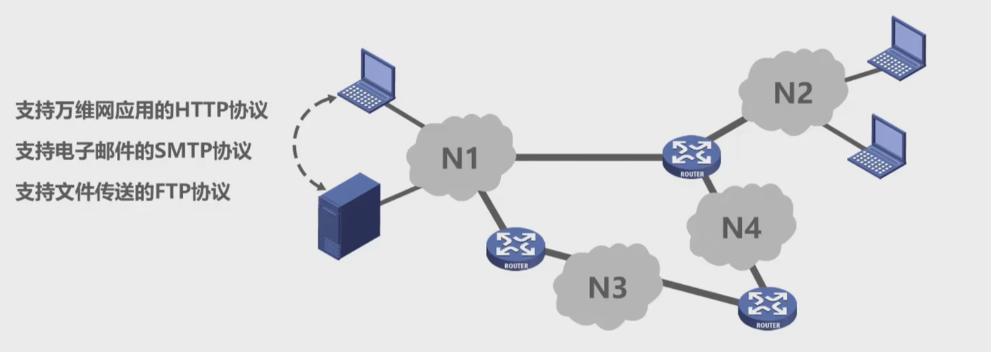 支持万维网应用的HTTP协议
支持电子邮件的SMTP协议
支持文件传送的FTP协议
N1
N2
ROUTER
N4
ROUTER
N3
ROUTER